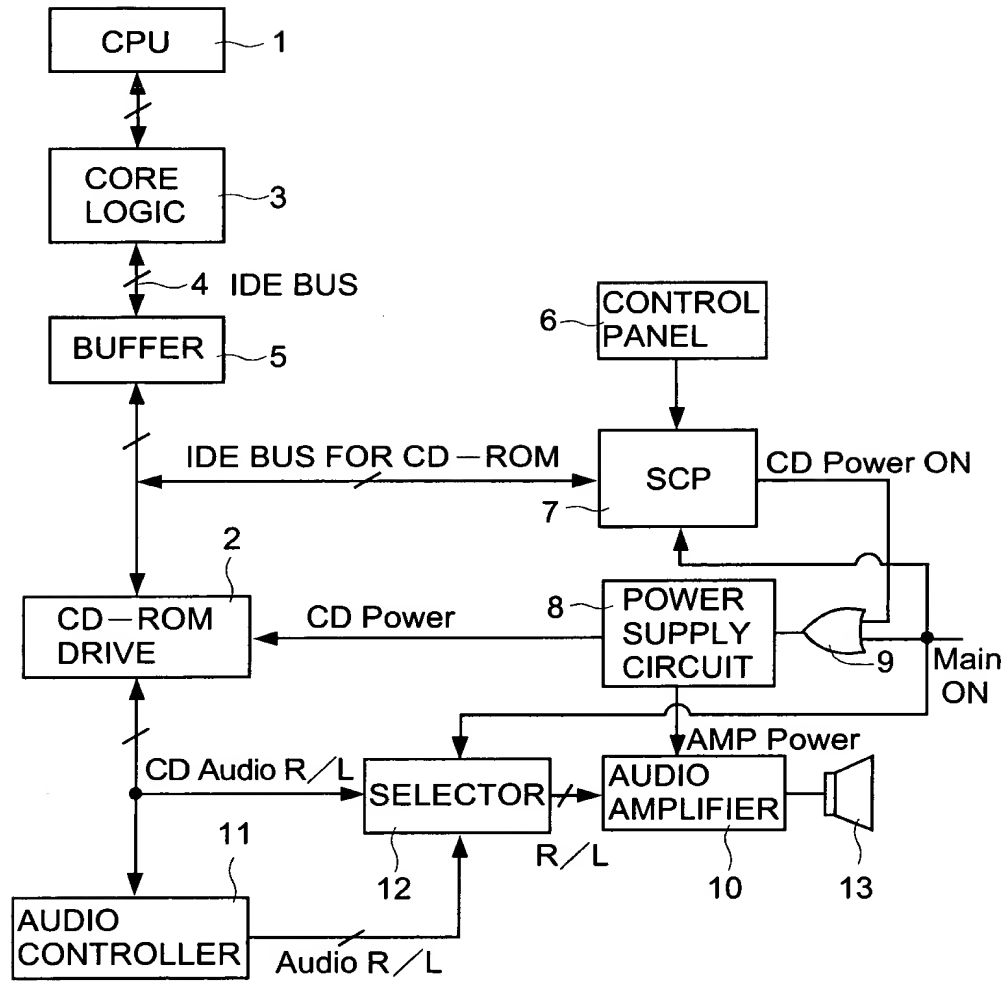 CPU
1
CORE
LOGIC
3
4 IDE BUS
BUFFER
5
6
CONTROL
PANEL
IDE BUS FOR CD-ROM
SCP
7
CD Power ON
2
CD-ROM
DRIVE
CD Power
8
POWER
SUPPLY
CIRCUIT
9
Main
ON
AMP Power
CD Audio R/L
SELECTOR
12
R/L
AUDIO
AMPLIFIER
10
13
11
AUDIO
CONTROLLER
Audio R/L